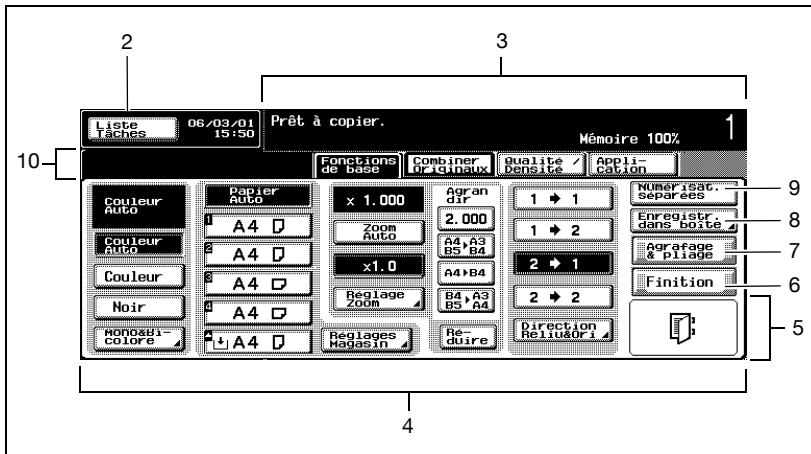 2
3
Liste
Tâches
06/03/01
15:50
Prêt à copier.
Mémoire 100%
1
10
Fonctions
de base
Combiner
Originaux
Qualité /
Densité
Appli-
cation
Couleur
Auto
Couleur
Auto
Couleur
Noir
Mono&Bi-
colore
Papier
Auto
1 A4
2 A4
3 A4
4 A4
A4
x 1.000
Zoom
Auto
x1.0
Réglage
Zoom
Réglages
Magasin
Agran
dir
2.000
A4▸A3
B5▸B4
A4▸B4
B4▸A3
B5▸A4
Ré-
duire
1 ➔ 1
1 ➔ 2
2 ➔ 1
2 ➔ 2
Direction
Reliu&Ori
Numérisat.
séparées
9
Enregistr.
dans boîte
8
Agrafage
& pliage
7
Finition
6
5
4